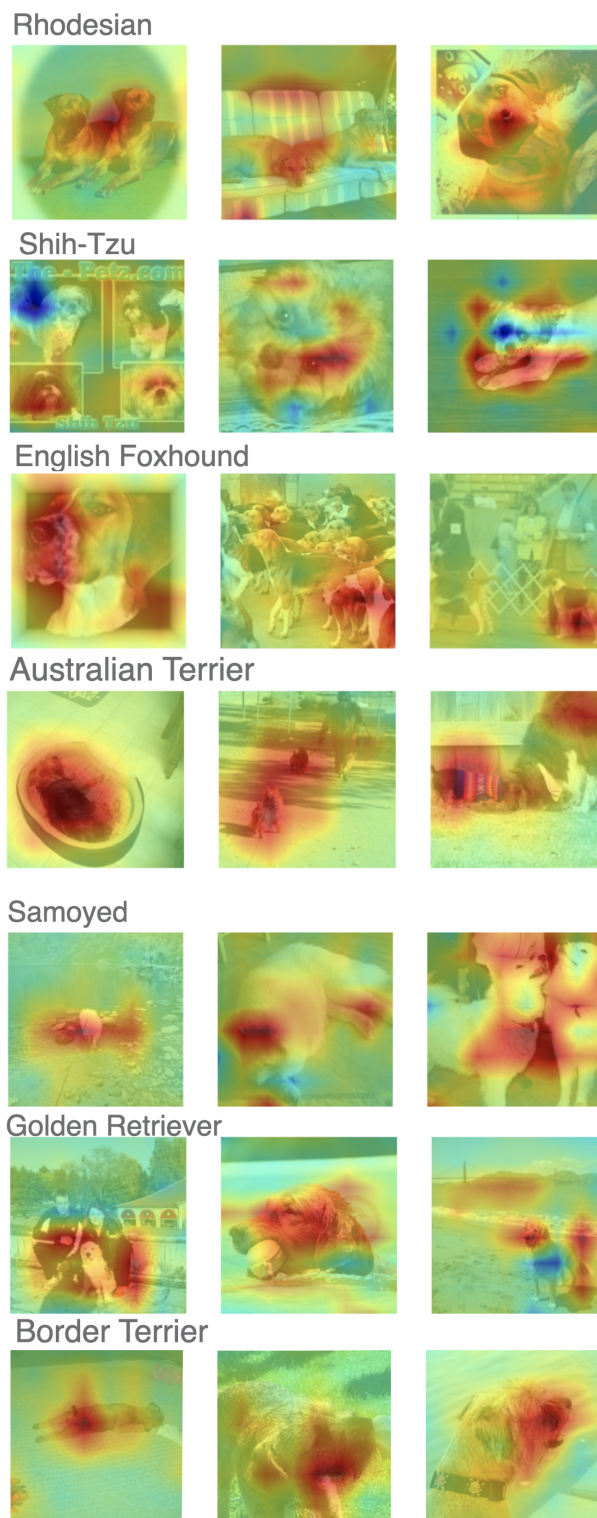 Rhodesian
Shih-Tzu
The - Petz.com
Shih Tzu
English Foxhound
Australian Terrier
Samoyed
Golden Retriever
Border Terrier